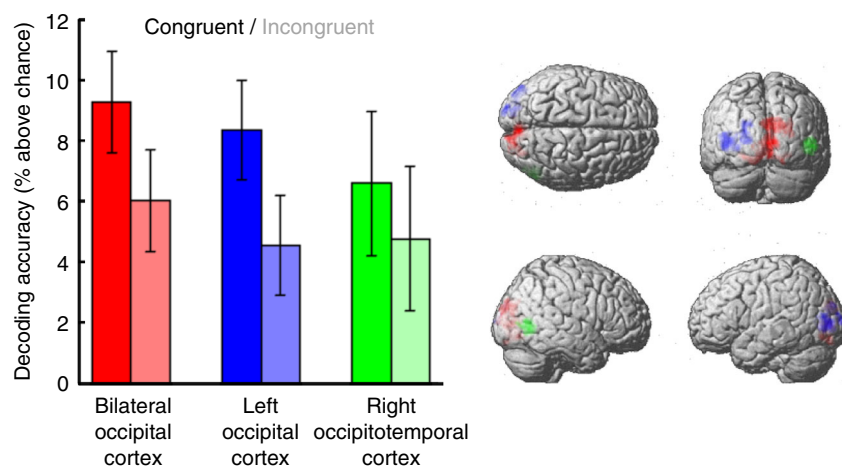 Congruent / Incongruent
Decoding accuracy (% above chance)
12
10
8
6
4
2
0
Bilateral
occipital
cortex
Left
occipital
cortex
Right
occipitotemporal
cortex